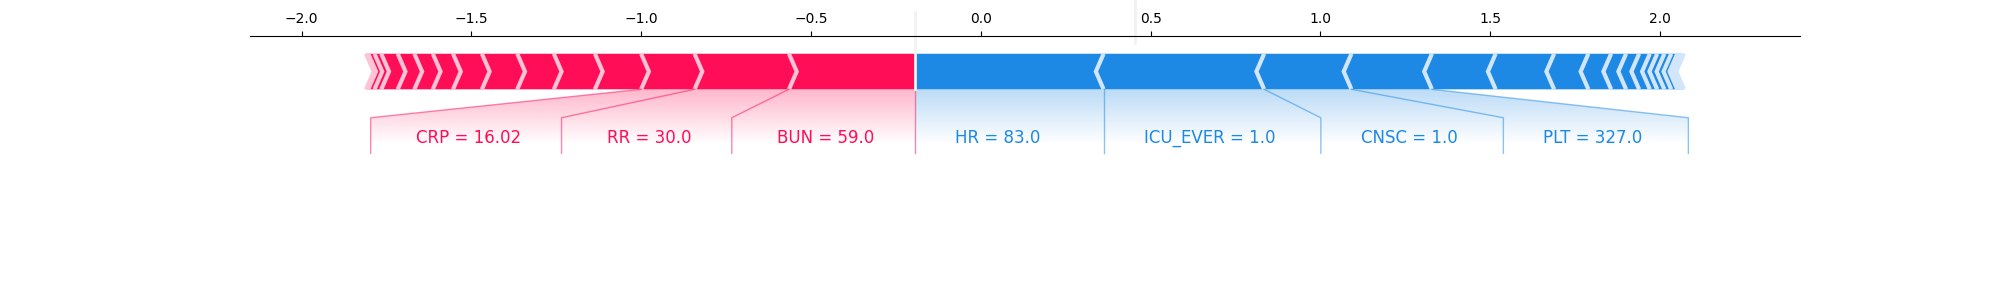 −2.0 −1.5 −1.0 −0.5 0.0 0.5 1.0 1.5 2.0
CRP = 16.02 RR = 30.0 BUN = 59.0 HR = 83.0 ICU_EVER = 1.0 CNSC = 1.0 PLT = 327.0